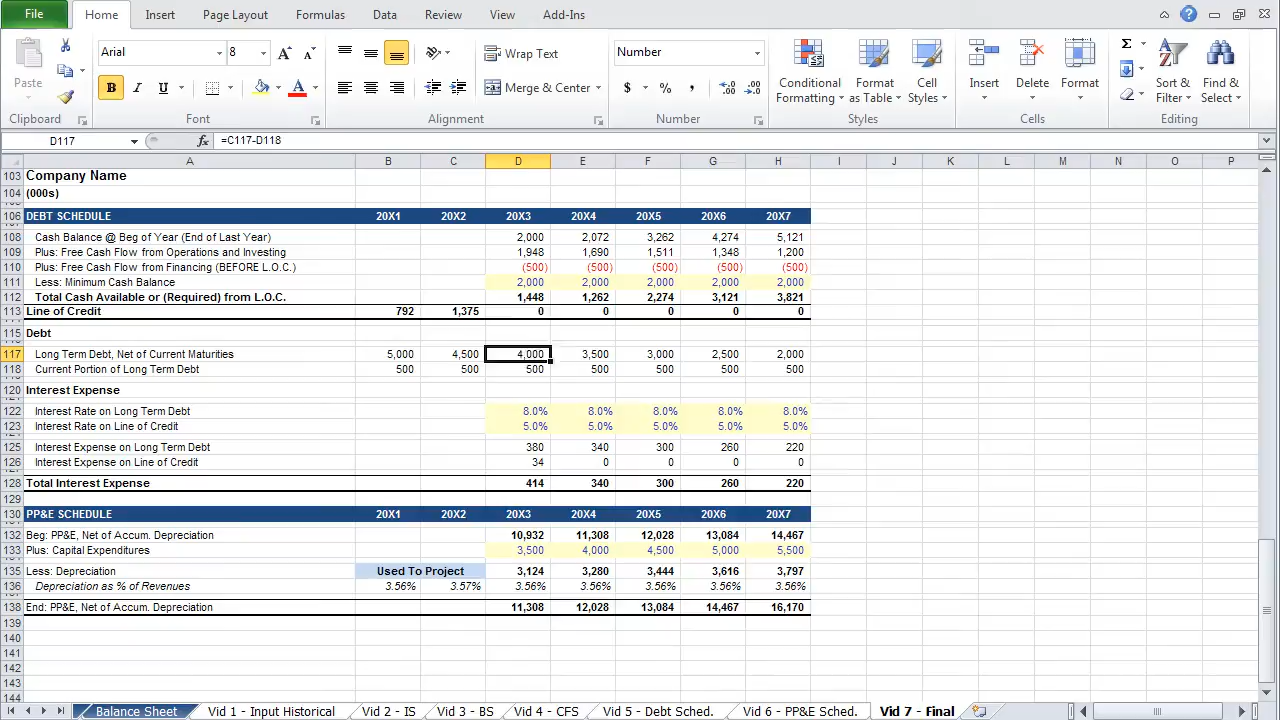 File Home Insert Page Layout Formulas Data Review View Add-Ins
Paste Arial 8 Wrap Text Number Conditional Formatting Format as Table Cell Styles Insert Delete Format Sort & Filter Find & Select
B I U A Merge & Center $ % ,
Clipboard Font Alignment Number Styles Cells Editing
D117 fx =C117-D118
A B C D E F G H I J K L M N O P
103 Company Name
104 (000s)
106 DEBT SCHEDULE 20X1 20X2 20X3 20X4 20X5 20X6 20X7
108 Cash Balance @ Beg of Year (End of Last Year) 2,000 2,072 3,262 4,274 5,121
109 Plus: Free Cash Flow from Operations and Investing 1,948 1,690 1,511 1,348 1,200
110 Plus: Free Cash Flow from Financing (BEFORE L.O.C.) (500) (500) (500) (500) (500)
111 Less: Minimum Cash Balance 2,000 2,000 2,000 2,000 2,000
112 Total Cash Available or (Required) from L.O.C. 1,448 1,262 2,274 3,121 3,821
113 Line of Credit 792 1,375 0 0 0 0 0
115 Debt
117 Long Term Debt, Net of Current Maturities 5,000 4,500 4,000 3,500 3,000 2,500 2,000
118 Current Portion of Long Term Debt 500 500 500 500 500 500 500
120 Interest Expense
122 Interest Rate on Long Term Debt 8.0% 8.0% 8.0% 8.0% 8.0%
123 Interest Rate on Line of Credit 5.0% 5.0% 5.0% 5.0% 5.0%
125 Interest Expense on Long Term Debt 380 340 300 260 220
126 Interest Expense on Line of Credit 34 0 0 0 0
128 Total Interest Expense 414 340 300 260 220
129
130 PP&E SCHEDULE 20X1 20X2 20X3 20X4 20X5 20X6 20X7
132 Beg: PP&E, Net of Accum. Depreciation 10,932 11,308 12,028 13,084 14,467
133 Plus: Capital Expenditures 3,500 4,000 4,500 5,000 5,500
135 Less: Depreciation Used To Project 3,124 3,280 3,444 3,616 3,797
136 Depreciation as % of Revenues 3.56% 3.57% 3.56% 3.56% 3.56% 3.56% 3.56%
138 End: PP&E, Net of Accum. Depreciation 11,308 12,028 13,084 14,467 16,170
139
140
141
142
143
144
Balance Sheet Vid 1 - Input Historical Vid 2 - IS Vid 3 - BS Vid 4 - CFS Vid 5 - Debt Sched. Vid 6 - PP&E Sched. Vid 7 - Final